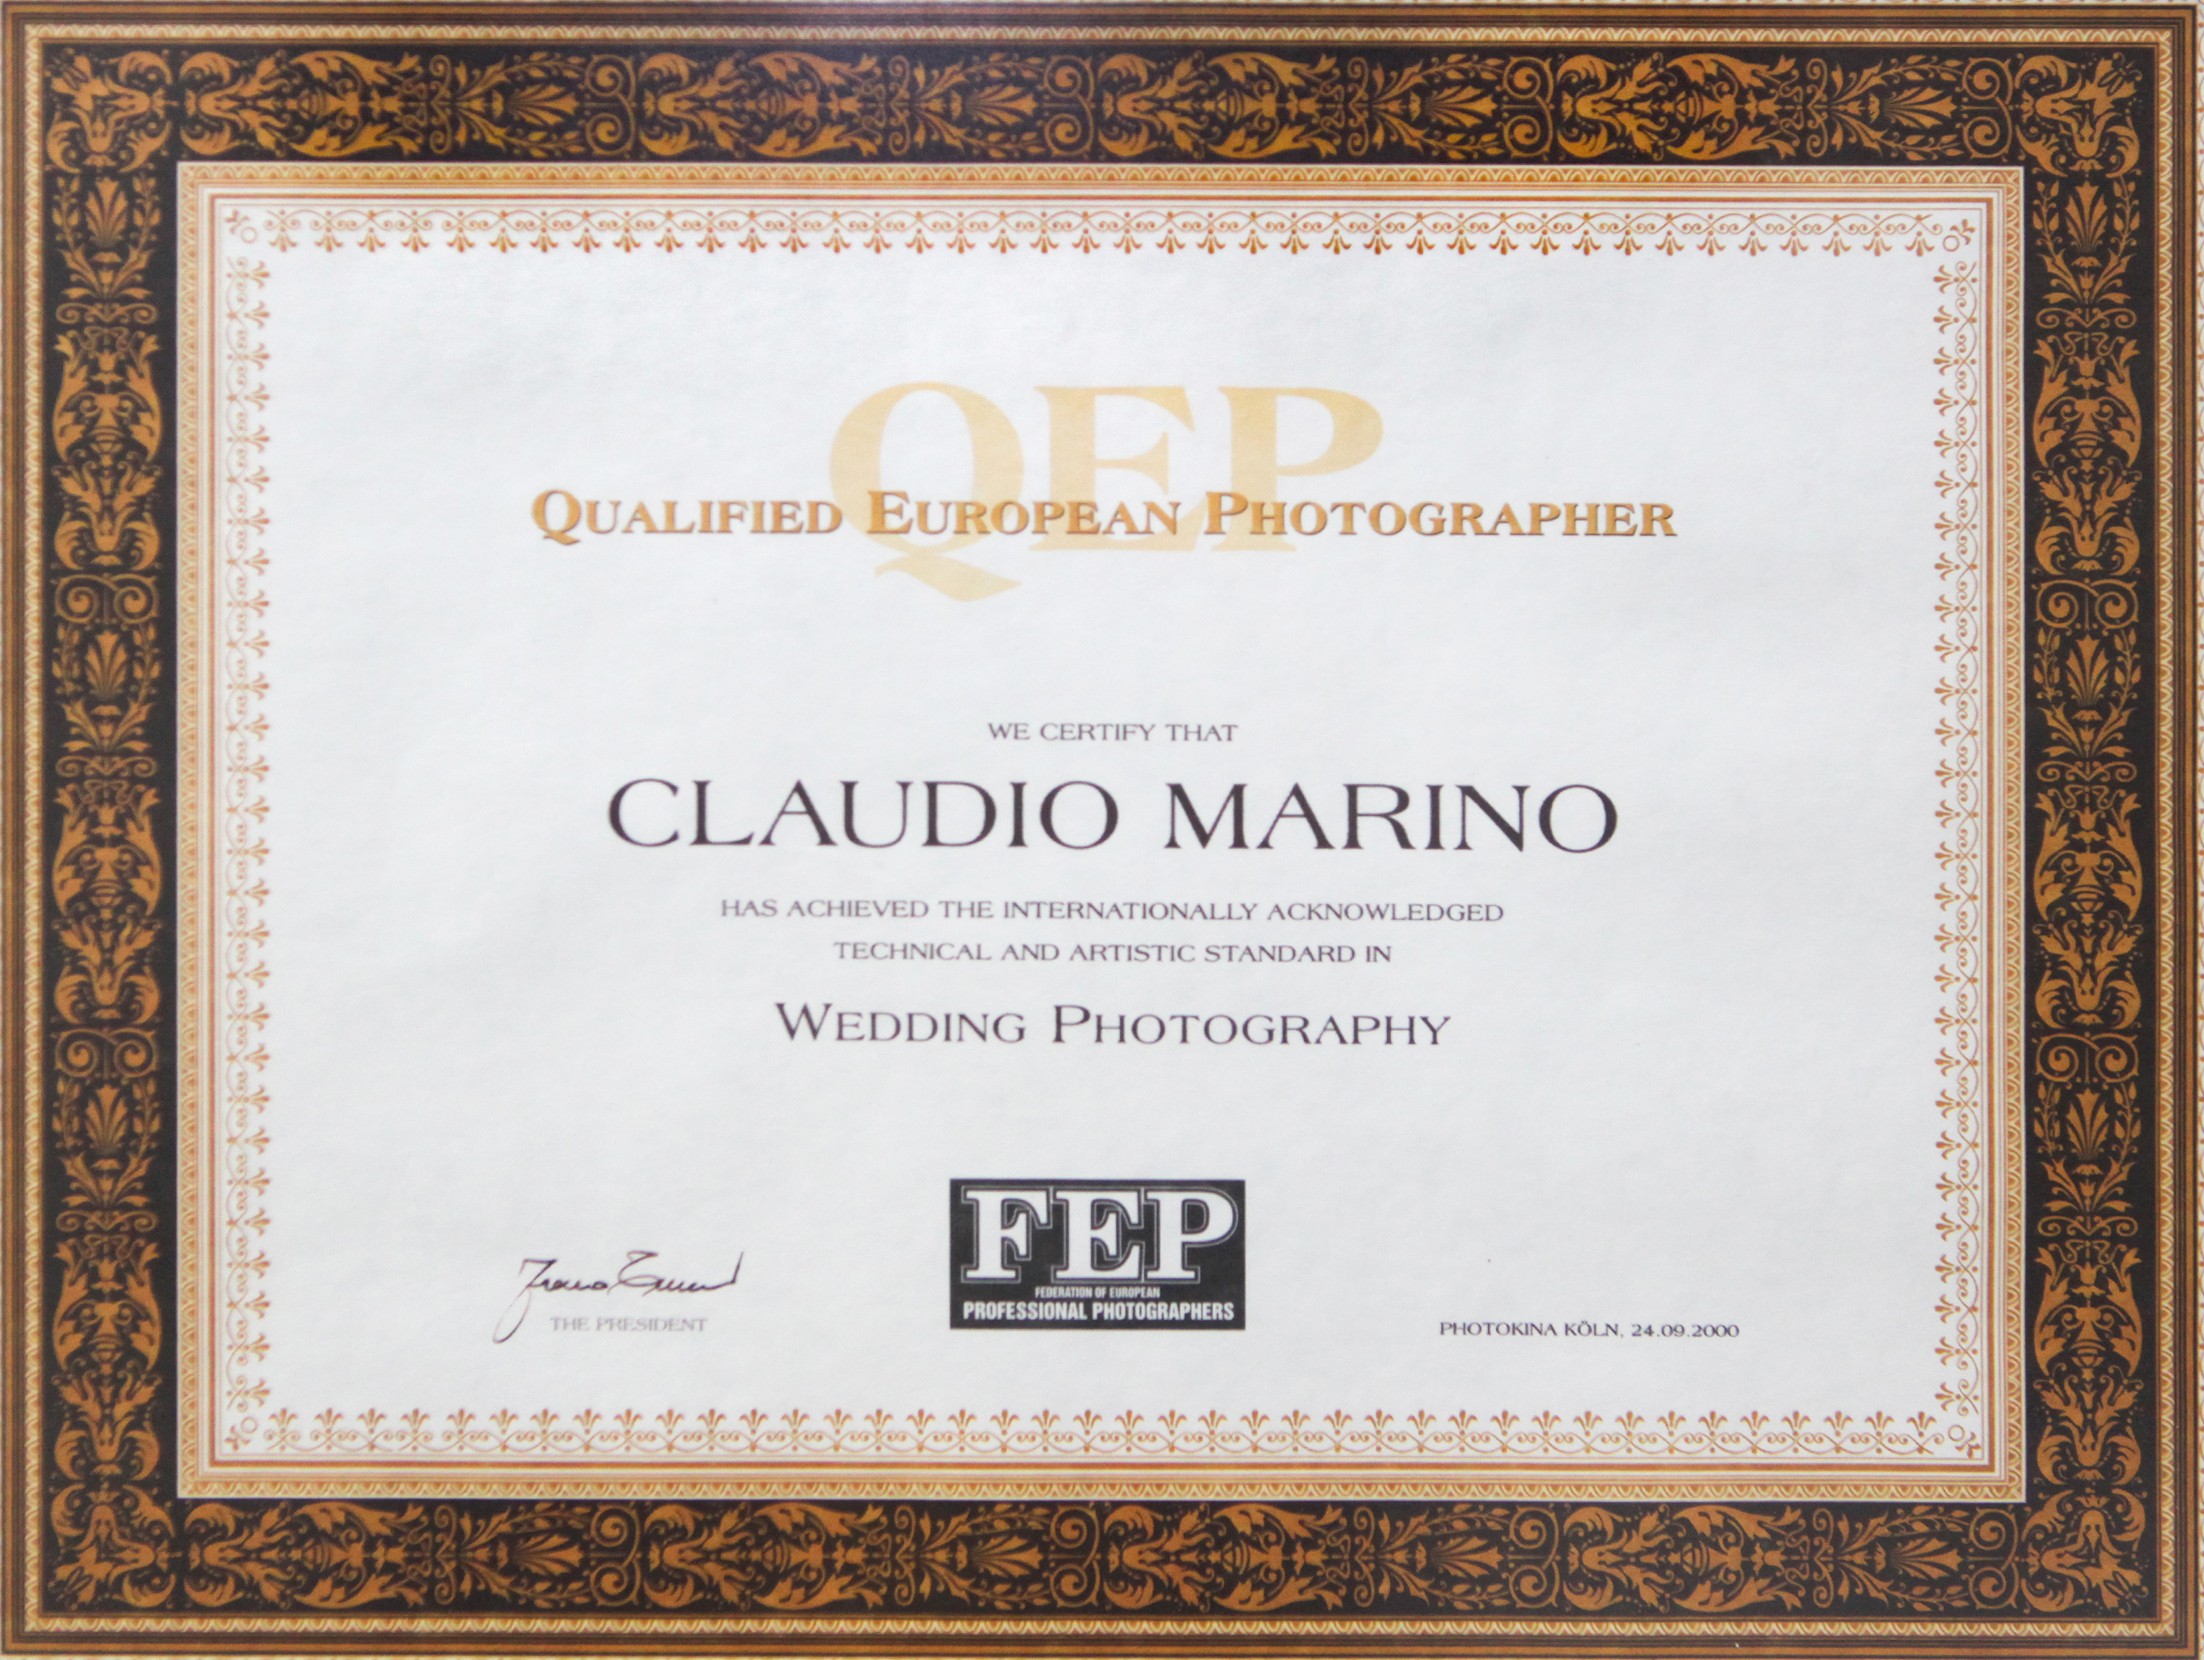 QEP
QUALIFIED EUROPEAN PHOTOGRAPHER
WE CERTIFY THAT
CLAUDIO MARINO
HAS ACHIEVED THE INTERNATIONALLY ACKNOWLEDGED
TECHNICAL AND ARTISTIC STANDARD IN
WEDDING PHOTOGRAPHY
THE PRESIDENT
FEP
FEDERATION OF EUROPEAN
PROFESSIONAL PHOTOGRAPHERS
PHOTOKINA KÖLN, 24.09.2000